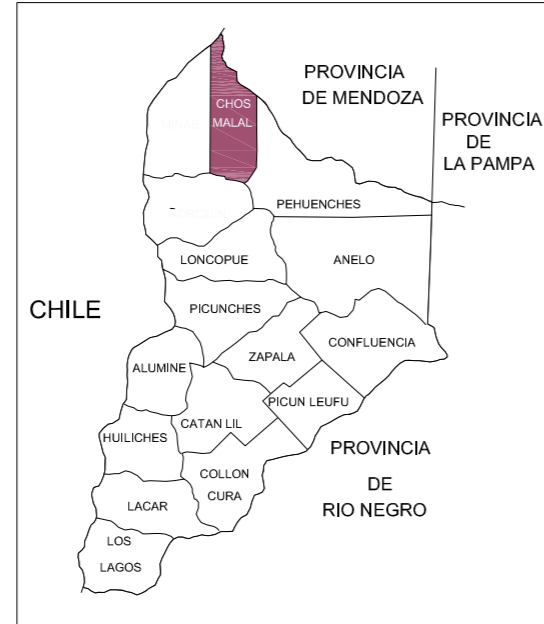 PROVINCIA
DE MENDOZA
CHOS
MALAL
PROVINCIA
DE
LA PAMPA
MINAS
PEHUENCHES
LONCOPUE
ANELO
CHILE
PICUNCHES
CONFLUENCIA
ZAPALA
ALUMINE
PICUN LEUFU
CATAN LIL
HUILICHES
PROVINCIA
DE
RIO NEGRO
COLLON
CURA
LACAR
LOS
LAGOS